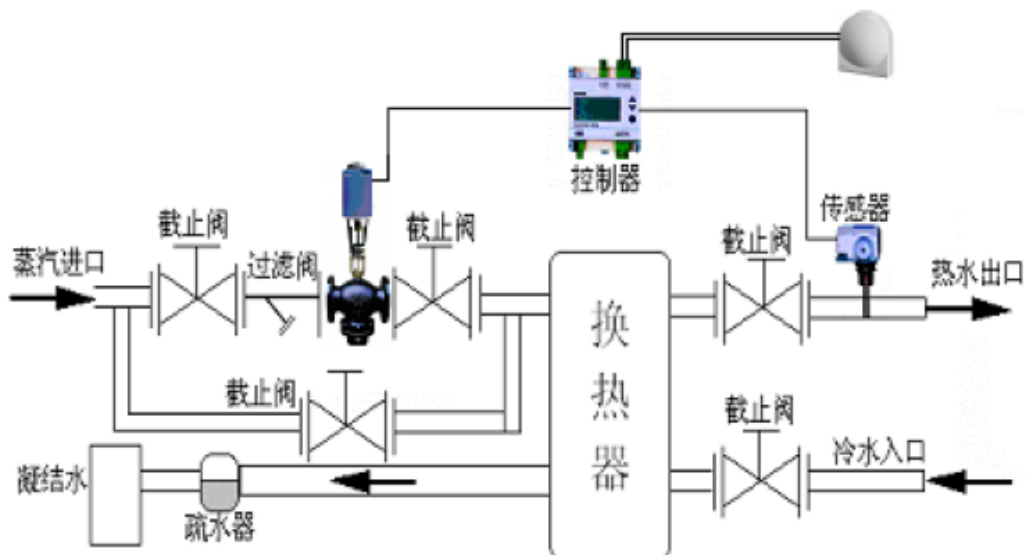 控制器
传感器
截止阀
截止阀
截止阀
过滤阀
蒸汽进口
热水出口
换热器
截止阀
截止阀
冷水入口
凝结水
疏水器